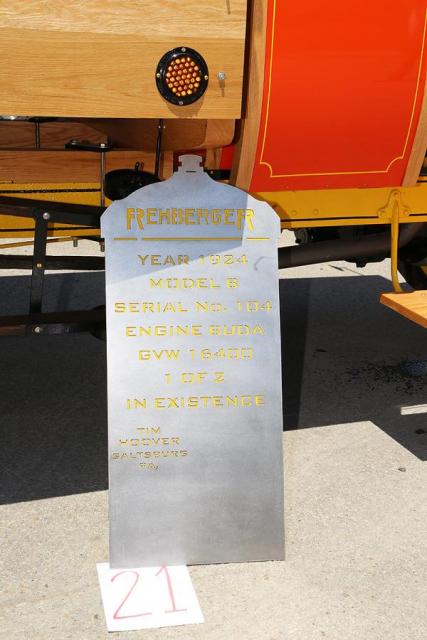 REHBERGER
YEAR 1924
MODEL B
SERIAL No. 104
ENGINE BUDA
GVW 16400
1 OF 2
IN EXISTENCE
TIM
HOOVER
SALTSBURG
PA,
21